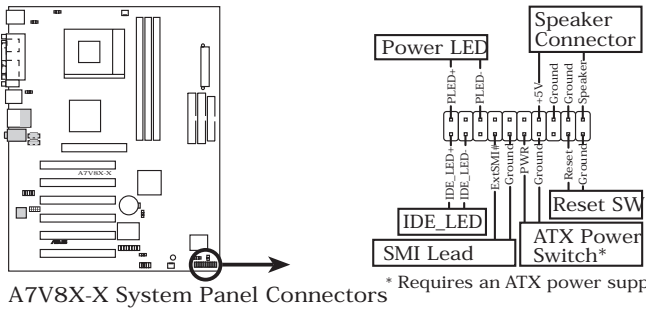 Speaker
Connector
Power LED
PLED+
PLED-
+5V
Ground
Ground
Speaker
IDE_LED+
IDE_LED-
ExtSMI#
Ground
PWR
Ground
Reset
Ground
IDE_LED
Reset SW
SMI Lead
ATX Power
Switch*
* Requires an ATX power supp
A7V8X-X
ASUS
A7V8X-X System Panel Connectors